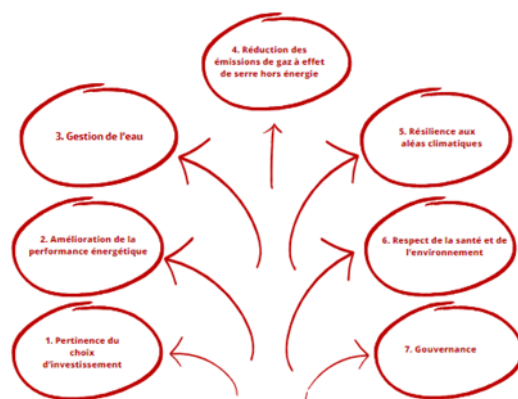 4. Réduction des
émissions de gaz à effet
de serre hors énergie
3. Gestion de l'eau
5. Résilience aux
aléas climatiques
2. Amélioration de la
performance énergétique
6. Respect de la santé et de
l'environnement
1. Pertinence du
choix
d'investissement
7. Gouvernance